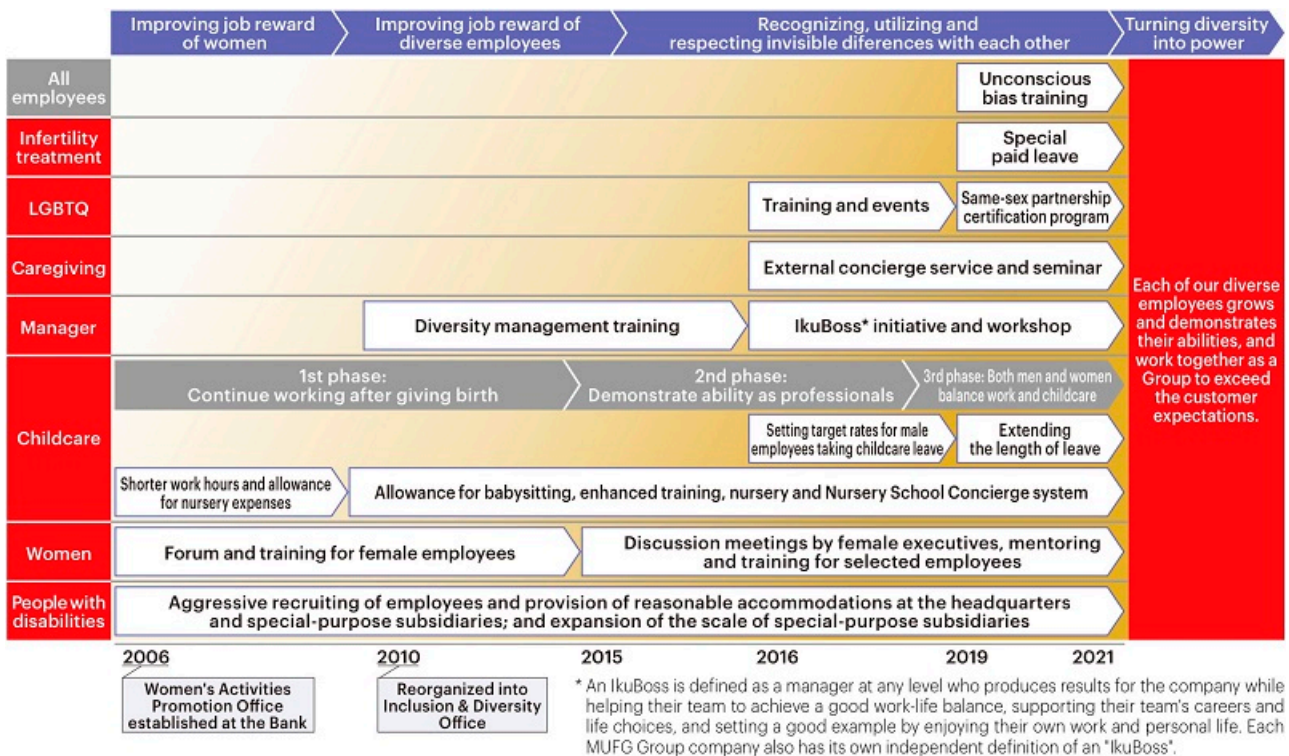 Improving job reward
of women
Improving job reward of
diverse employees
Recognizing, utilizing and
respecting invisible diferences with each other
Turning diversity
into power
All
employees
Unconscious
bias training
Infertility
treatment
Special
paid leave
LGBTQ
Training and events
Same-sex partnership
certification program
Caregiving
External concierge service and seminar
Manager
Diversity management training
IkuBoss* initiative and workshop
Childcare
1st phase:
Continue working after giving birth
2nd phase:
Demonstrate ability as professionals
3rd phase: Both men and women
balance work and childcare
Setting target rates for male
employees taking childcare leave
Extending
the length of leave
Shorter work hours and allowance
for nursery expenses
Allowance for babysitting, enhanced training, nursery and Nursery School Concierge system
Women
Forum and training for female employees
Discussion meetings by female executives, mentoring
and training for selected employees
People with
disabilities
Aggressive recruiting of employees and provision of reasonable accommodations at the headquarters
and special-purpose subsidiaries; and expansion of the scale of special-purpose subsidiaries
Each of our diverse
employees grows
and demonstrates
their abilities, and
work together as a
Group to exceed
the customer
expectations.
2006
2010
2015
2016
2019
2021
Women's Activities
Promotion Office
established at the Bank
Reorganized into
Inclusion & Diversity
Office
* An IkuBoss is defined as a manager at any level who produces results for the company while
helping their team to achieve a good work-life balance, supporting their team's careers and
life choices, and setting a good example by enjoying their own work and personal life. Each
MUFG Group company also has its own independent definition of an "IkuBoss".